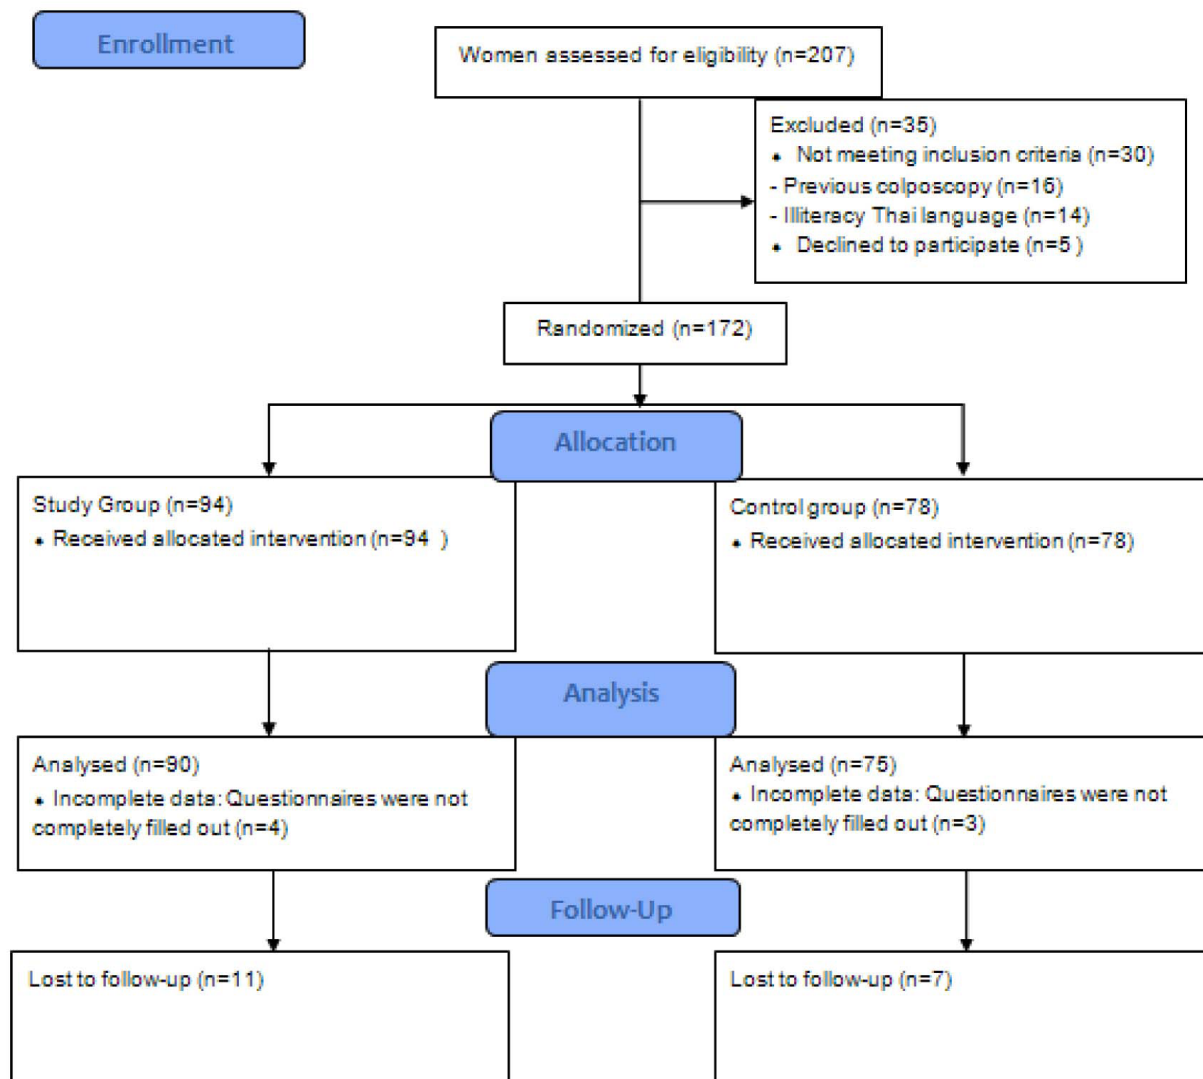 Enrollment
Women assessed for eligibility (n=207)
Excluded (n=35)
• Not meeting inclusion criteria (n=30)
- Previous colposcopy (n=16)
- Illiteracy Thai language (n=14)
• Declined to participate (n=5 )
Randomized (n=172)
Allocation
Study Group (n=94)
• Received allocated intervention (n=94 )
Control group (n=78)
• Received allocated intervention (n=78)
Analysis
Analysed (n=90)
• Incomplete data: Questionnaires were not
completely filled out (n=4)
Analysed (n=75)
• Incomplete data: Questionnaires were not
completely filled out (n=3)
Follow-Up
Lost to follow-up (n=11)
Lost to follow-up (n=7)